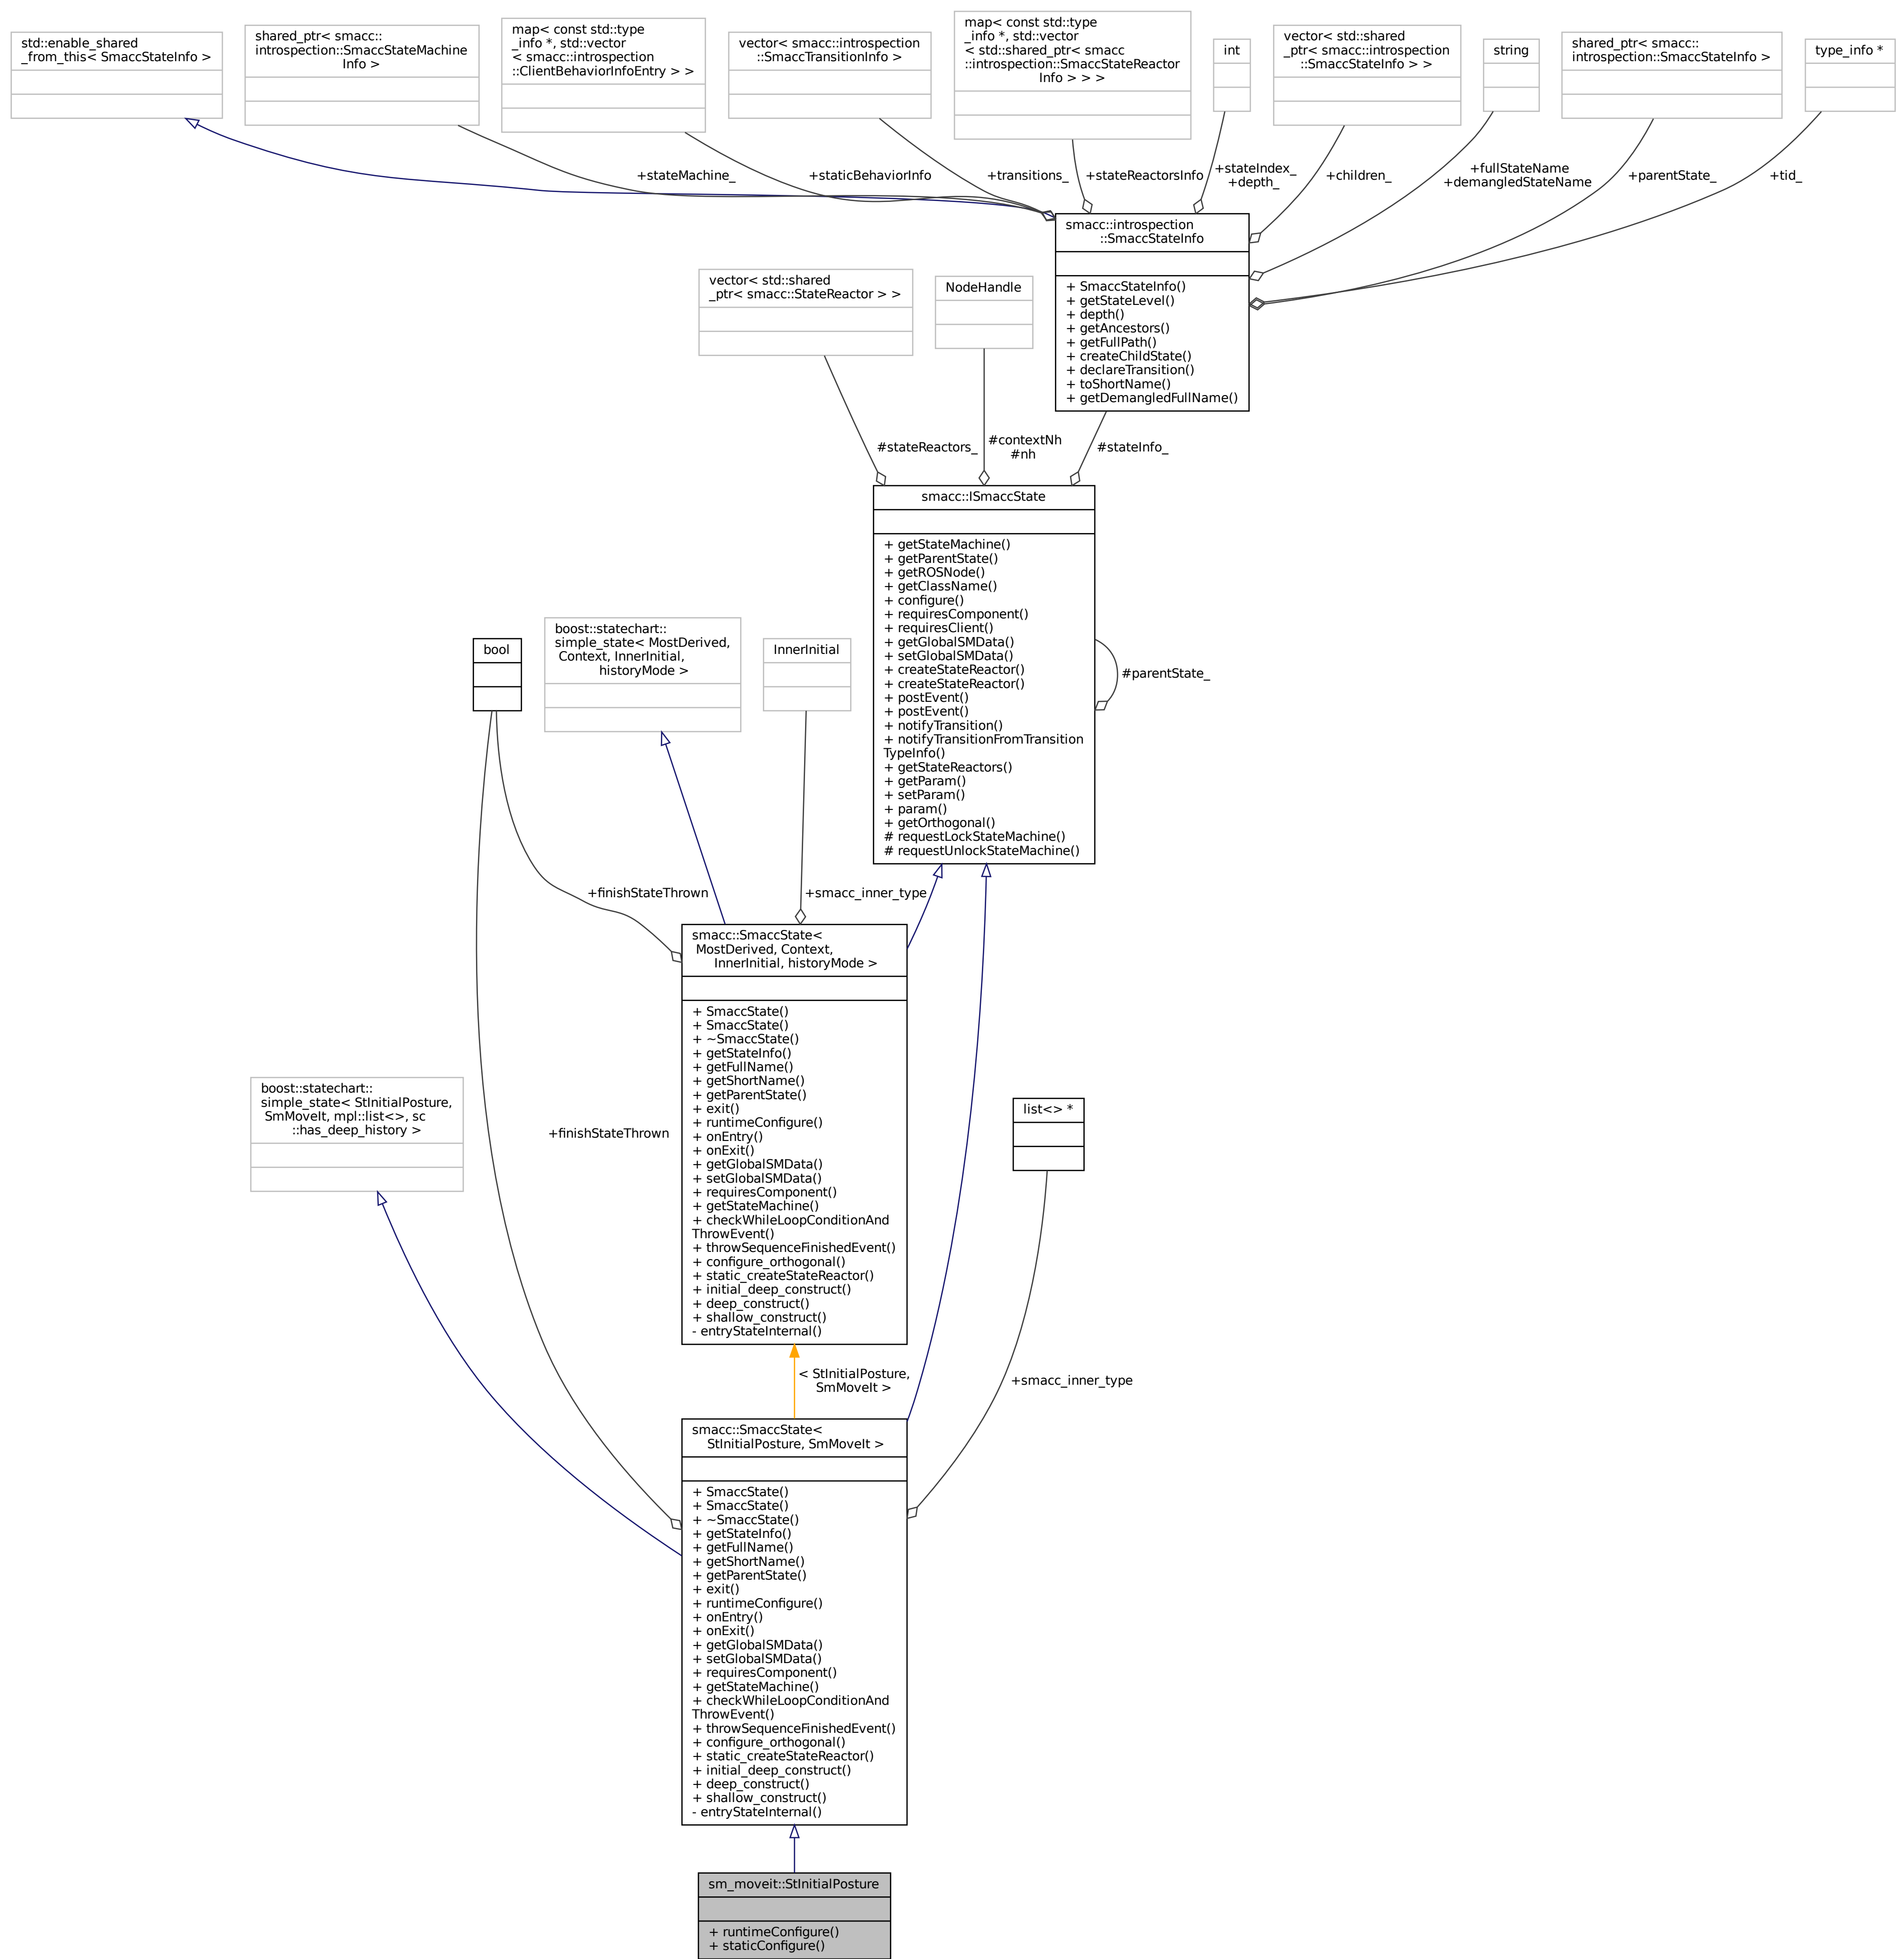 std::enable_shared
_from_this< SmaccStateInfo >
shared_ptr< smacc::
introspection::SmaccStateMachine
Info >
map< const std::type
_info *, std::vector
< smacc::introspection
::ClientBehaviorInfoEntry > >
vector< smacc::introspection
::SmaccTransitionInfo >
map< const std::type
_info *, std::vector
< std::shared_ptr< smacc
::introspection::SmaccStateReactor
Info > > >
int
vector< std::shared
_ptr< smacc::introspection
::SmaccStateInfo > >
string
shared_ptr< smacc::
introspection::SmaccStateInfo >
type_info *
+stateMachine_
+staticBehaviorInfo
+transitions_
+stateReactorsInfo
+stateIndex_
+depth_
+children_
+fullStateName
+demangledStateName
+parentState_
+tid_
smacc::introspection
::SmaccStateInfo
+ SmaccStateInfo()
+ getStateLevel()
+ depth()
+ getAncestors()
+ getFullPath()
+ createChildState()
+ declareTransition()
+ toShortName()
+ getDemangledFullName()
vector< std::shared
_ptr< smacc::StateReactor > >
NodeHandle
#stateReactors_
#contextNh
#nh
#stateInfo_
smacc::ISmaccState
+ getStateMachine()
+ getParentState()
+ getROSNode()
+ getClassName()
+ configure()
+ requiresComponent()
+ requiresClient()
+ getGlobalSMData()
+ setGlobalSMData()
+ createStateReactor()
+ createStateReactor()
+ postEvent()
+ postEvent()
+ notifyTransition()
+ notifyTransitionFromTransition
TypeInfo()
+ getStateReactors()
+ getParam()
+ setParam()
+ param()
+ getOrthogonal()
# requestLockStateMachine()
# requestUnlockStateMachine()
#parentState_
bool
boost::statechart::
simple_state< MostDerived,
Context, InnerInitial,
historyMode >
InnerInitial
+finishStateThrown
+smacc_inner_type
smacc::SmaccState<
MostDerived, Context,
InnerInitial, historyMode >
+ SmaccState()
+ SmaccState()
+ ~SmaccState()
+ getStateInfo()
+ getFullName()
+ getShortName()
+ getParentState()
+ exit()
+ runtimeConfigure()
+ onEntry()
+ onExit()
+ getGlobalSMData()
+ setGlobalSMData()
+ requiresComponent()
+ getStateMachine()
+ checkWhileLoopConditionAnd
ThrowEvent()
+ throwSequenceFinishedEvent()
+ configure_orthogonal()
+ static_createStateReactor()
+ initial_deep_construct()
+ deep_construct()
+ shallow_construct()
- entryStateInternal()
boost::statechart::
simple_state< StInitialPosture,
SmMoveIt, mpl::list<>, sc
::has_deep_history >
+finishStateThrown
list<> *
< StInitialPosture,
SmMoveIt >
+smacc_inner_type
smacc::SmaccState<
StInitialPosture, SmMoveIt >
+ SmaccState()
+ SmaccState()
+ ~SmaccState()
+ getStateInfo()
+ getFullName()
+ getShortName()
+ getParentState()
+ exit()
+ runtimeConfigure()
+ onEntry()
+ onExit()
+ getGlobalSMData()
+ setGlobalSMData()
+ requiresComponent()
+ getStateMachine()
+ checkWhileLoopConditionAnd
ThrowEvent()
+ throwSequenceFinishedEvent()
+ configure_orthogonal()
+ static_createStateReactor()
+ initial_deep_construct()
+ deep_construct()
+ shallow_construct()
- entryStateInternal()
sm_moveit::StInitialPosture
+ runtimeConfigure()
+ staticConfigure()